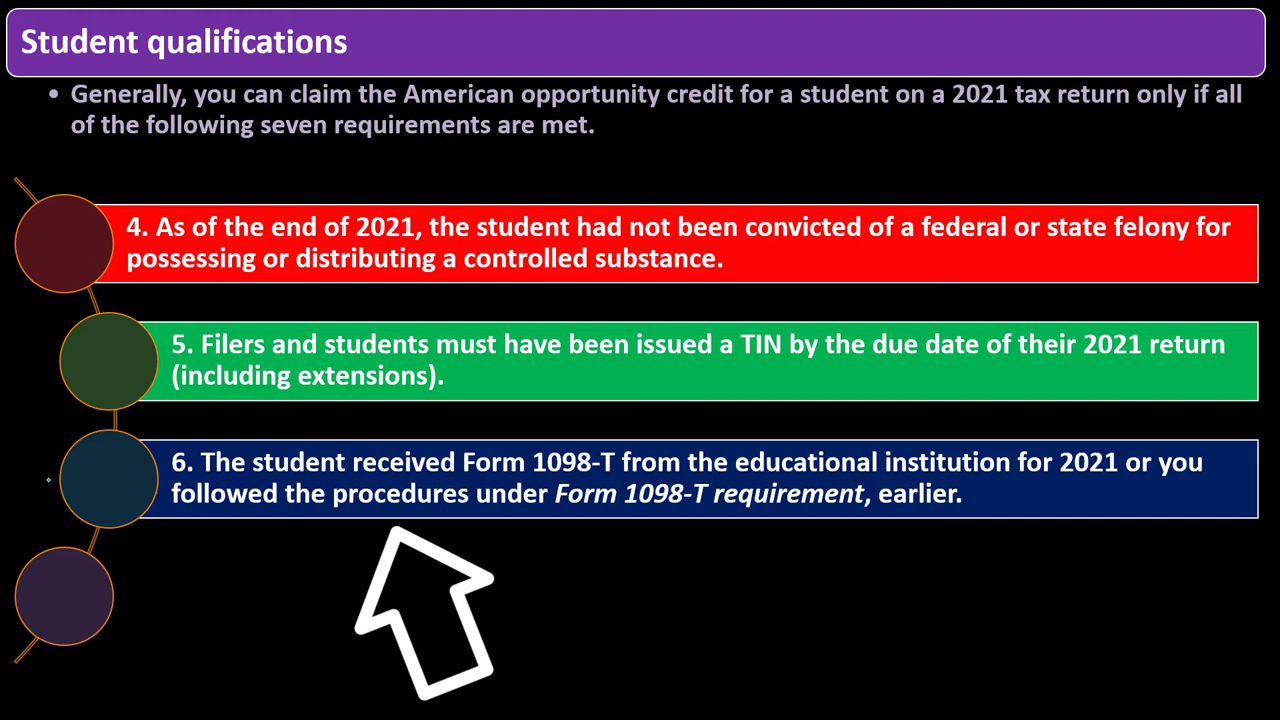 Student qualifications
• Generally, you can claim the American opportunity credit for a student on a 2021 tax return only if all
of the following seven requirements are met.
4. As of the end of 2021, the student had not been convicted of a federal or state felony for
possessing or distributing a controlled substance.
5. Filers and students must have been issued a TIN by the due date of their 2021 return
(including extensions).
6. The student received Form 1098-T from the educational institution for 2021 or you
followed the procedures under Form 1098-T requirement, earlier.